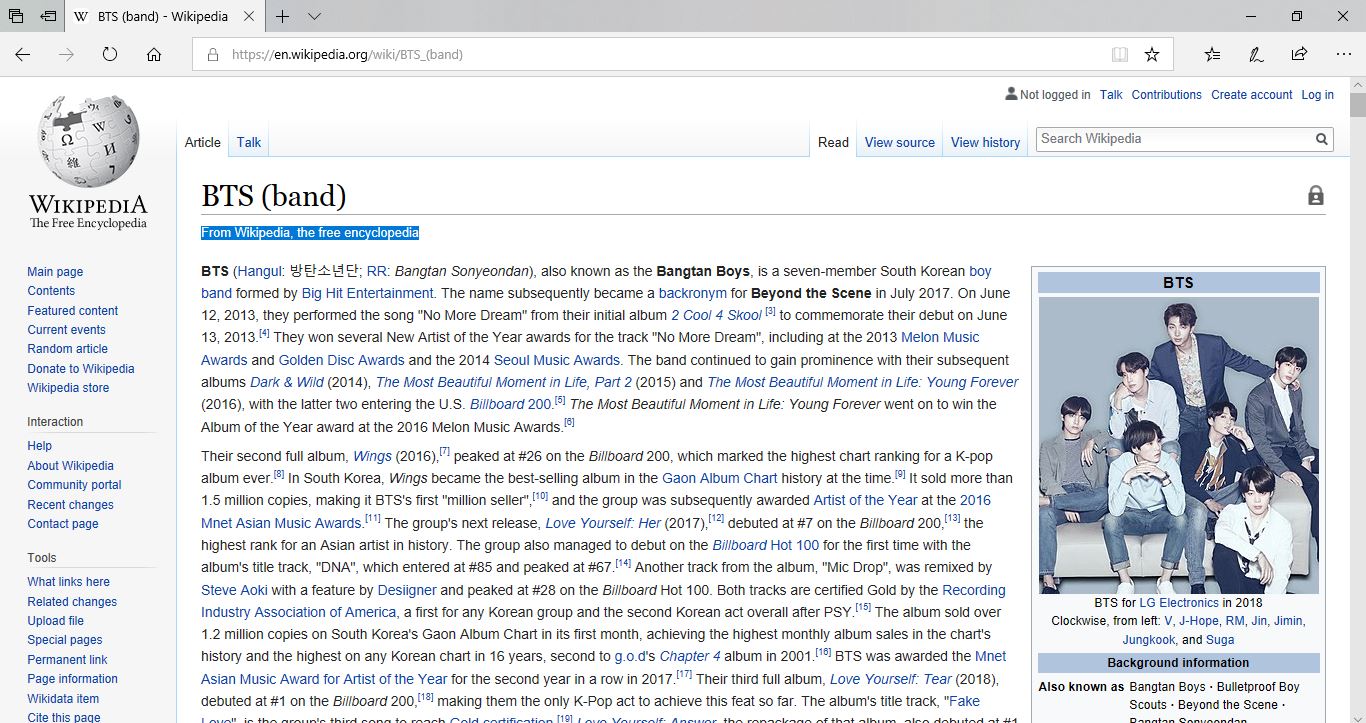 BTS (band) - Wikipedia
https://en.wikipedia.org/wiki/BTS_(band)
Not logged in Talk Contributions Create account Log in
Article Talk Read View source View history Search Wikipedia
WIKIPEDIA
The Free Encyclopedia
Main page
Contents
Featured content
Current events
Random article
Donate to Wikipedia
Wikipedia store
Interaction
Help
About Wikipedia
Community portal
Recent changes
Contact page
Tools
What links here
Related changes
Upload file
Special pages
Permanent link
Page information
Wikidata item
Cite this page
BTS (band)
From Wikipedia, the free encyclopedia
BTS (Hangul: 방탄소년단; RR: Bangtan Sonyeondan), also known as the Bangtan Boys, is a seven-member South Korean boy
band formed by Big Hit Entertainment. The name subsequently became a backronym for Beyond the Scene in July 2017. On June
12, 2013, they performed the song "No More Dream" from their initial album 2 Cool 4 Skool [3] to commemorate their debut on June
13, 2013.[4] They won several New Artist of the Year awards for the track "No More Dream", including at the 2013 Melon Music
Awards and Golden Disc Awards and the 2014 Seoul Music Awards. The band continued to gain prominence with their subsequent
albums Dark & Wild (2014), The Most Beautiful Moment in Life, Part 2 (2015) and The Most Beautiful Moment in Life: Young Forever
(2016), with the latter two entering the U.S. Billboard 200.[5] The Most Beautiful Moment in Life: Young Forever went on to win the
Album of the Year award at the 2016 Melon Music Awards.[6]
Their second full album, Wings (2016),[7] peaked at #26 on the Billboard 200, which marked the highest chart ranking for a K-pop
album ever.[8] In South Korea, Wings became the best-selling album in the Gaon Album Chart history at the time.[9] It sold more than
1.5 million copies, making it BTS's first "million seller",[10] and the group was subsequently awarded Artist of the Year at the 2016
Mnet Asian Music Awards.[11] The group's next release, Love Yourself: Her (2017),[12] debuted at #7 on the Billboard 200,[13] the
highest rank for an Asian artist in history. The group also managed to debut on the Billboard Hot 100 for the first time with the
album's title track, "DNA", which entered at #85 and peaked at #67.[14] Another track from the album, "Mic Drop", was remixed by
Steve Aoki with a feature by Desiigner and peaked at #28 on the Billboard Hot 100. Both tracks are certified Gold by the Recording
Industry Association of America, a first for any Korean group and the second Korean act overall after PSY.[15] The album sold over
1.2 million copies on South Korea's Gaon Album Chart in its first month, achieving the highest monthly album sales in the chart's
history and the highest on any Korean chart in 16 years, second to g.o.d's Chapter 4 album in 2001.[16] BTS was awarded the Mnet
Asian Music Award for Artist of the Year for the second year in a row in 2017.[17] Their third full album, Love Yourself: Tear (2018),
debuted at #1 on the Billboard 200,[18] making them the only K-Pop act to achieve this feat so far. The album's title track, "Fake
Love", is the group's third song to reach Gold certification.[19] Love Yourself: Answer, the repackage of that album, also debuted at #1
BTS
BTS for LG Electronics in 2018
Clockwise, from left: V, J-Hope, RM, Jin, Jimin,
Jungkook, and Suga
Background information
Also known as Bangtan Boys · Bulletproof Boy
Scouts · Beyond the Scene ·
Bangtan Sonyeondan